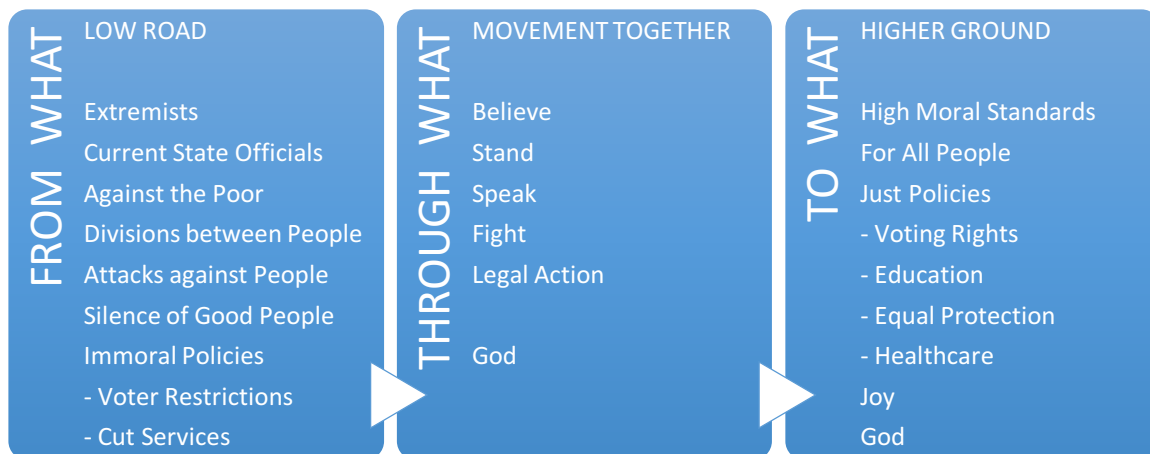 FROM WHAT
LOW ROAD
Extremists
Current State Officials
Against the Poor
Divisions between People
Attacks against People
Silence of Good People
Immoral Policies
- Voter Restrictions
- Cut Services
THROUGH WHAT
MOVEMENT TOGETHER
Believe
Stand
Speak
Fight
Legal Action
God
TO WHAT
HIGHER GROUND
High Moral Standards
For All People
Just Policies
- Voting Rights
- Education
- Equal Protection
- Healthcare
Joy
God